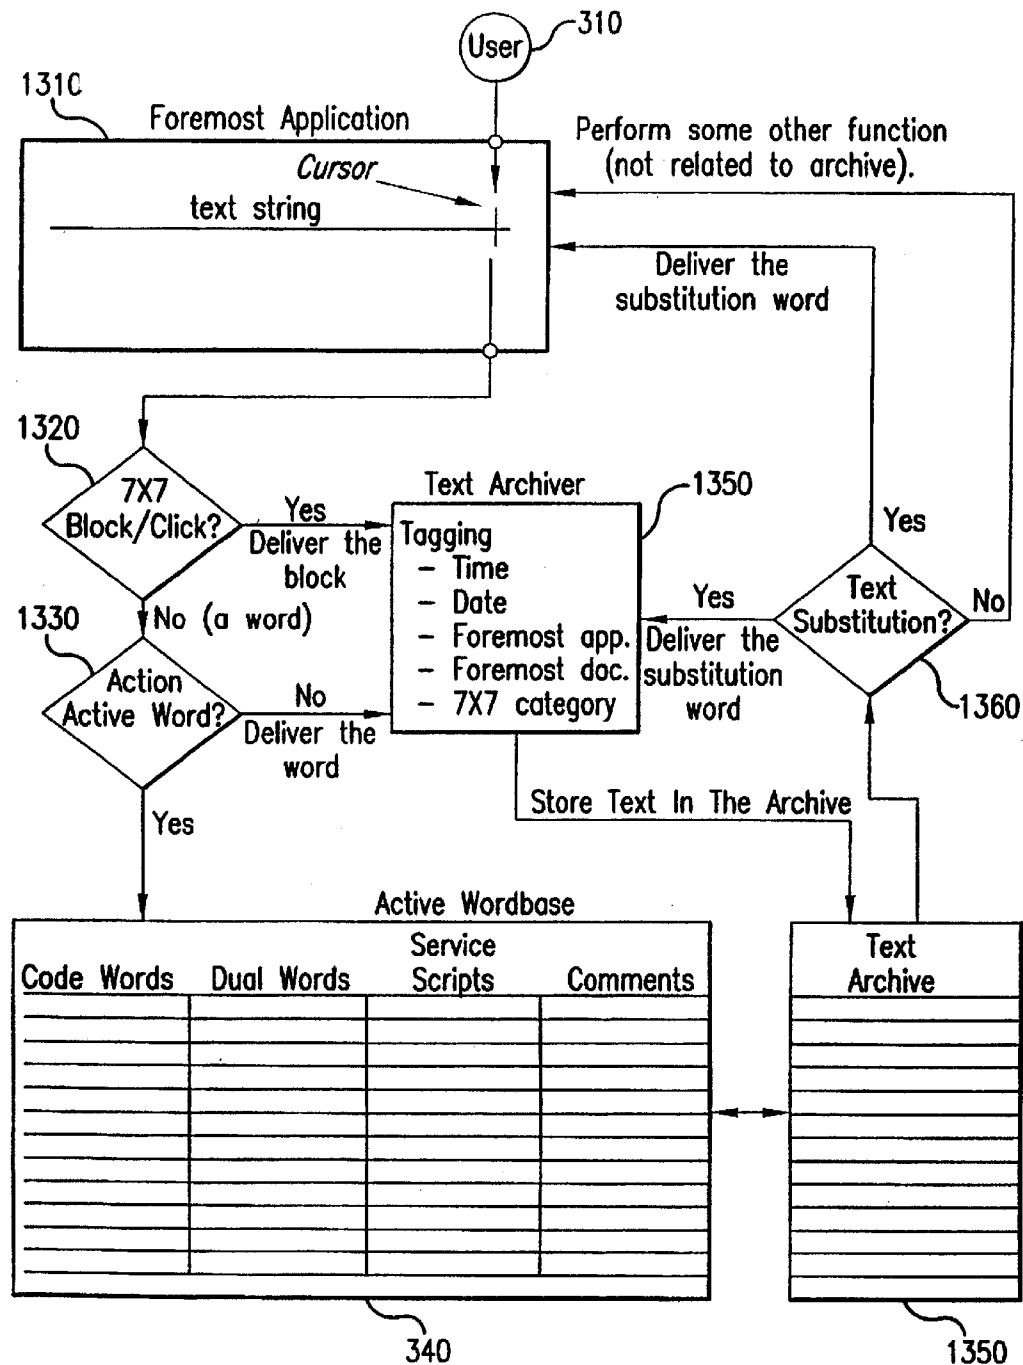 User
310
1310
Foremost Application
Perform some other function
(not related to archive).
Cursor
text string
Deliver the
substitution word
1320
7X7
Block/Click?
Yes
Deliver the
block
Text Archiver
1350
Tagging
– Time
– Date
– Foremost app.
– Foremost doc.
– 7X7 category
Yes
Text
Substitution?
No
Yes
Deliver the
substitution
word
1360
No (a word)
1330
Action
Active Word?
No
Deliver the
word
Yes
Store Text In The Archive
Active Wordbase
Code Words
Dual Words
Service
Scripts
Comments
Text
Archive
340
1350